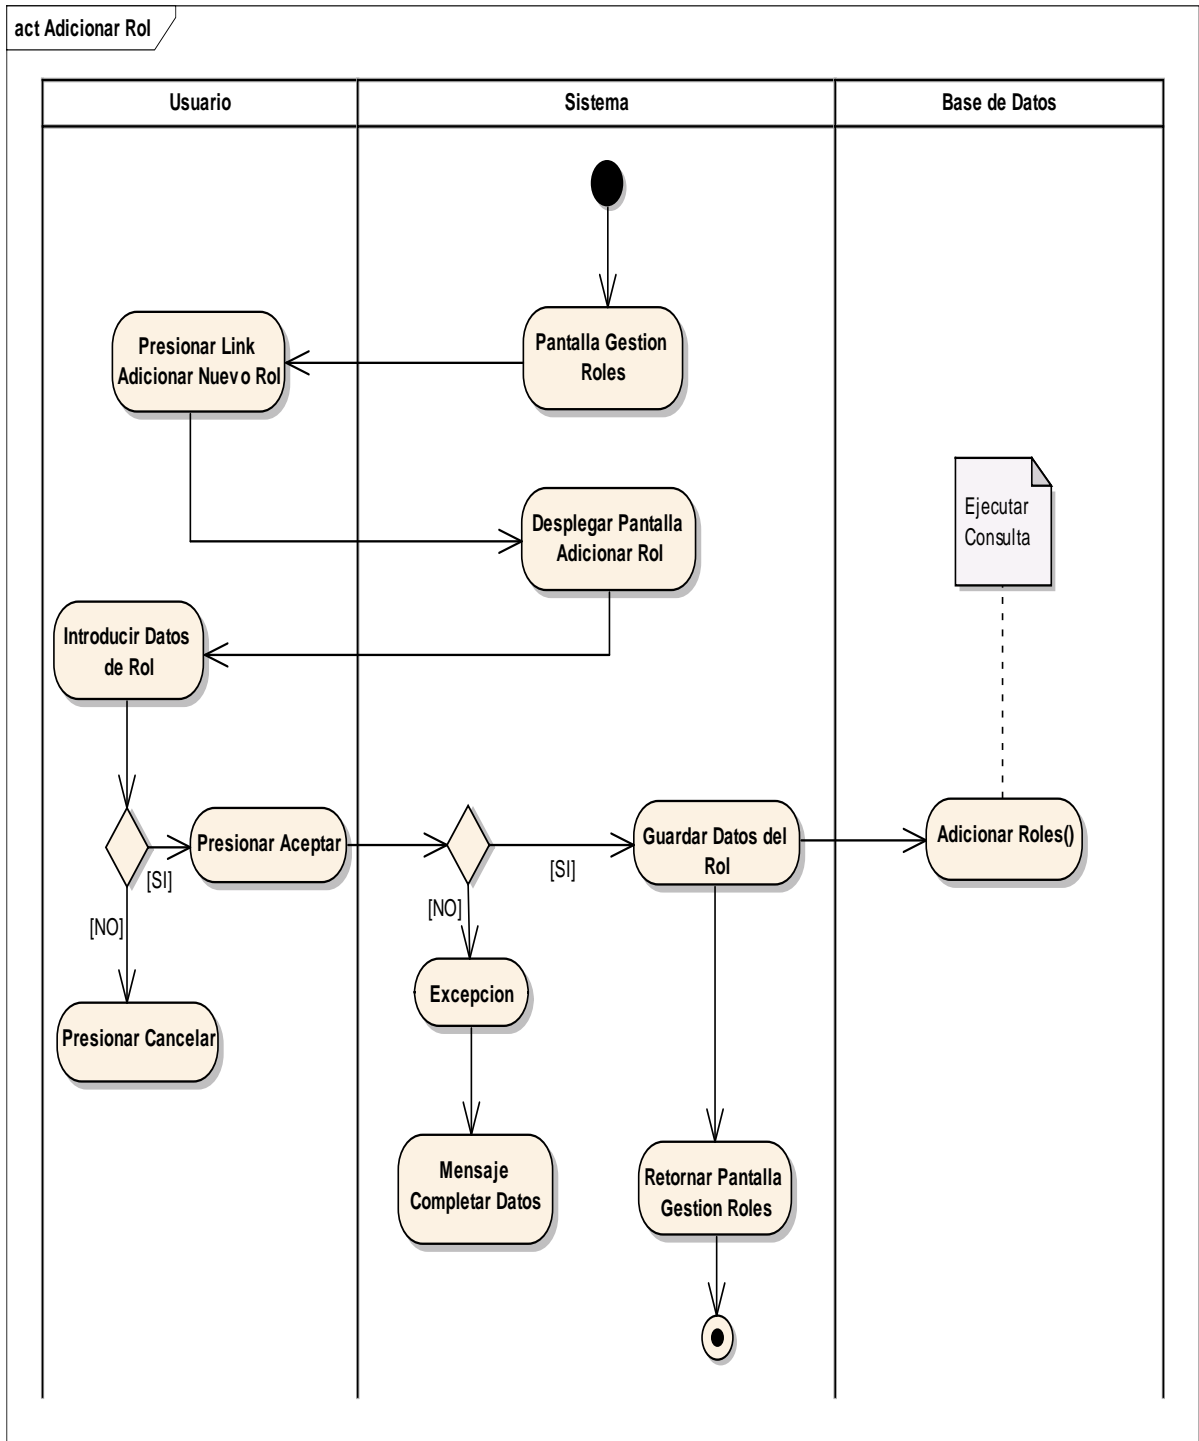 act Adicionar Rol
Usuario
Sistema
Base de Datos
Presionar Link
Adicionar Nuevo Rol
Pantalla Gestion
Roles
Desplegar Pantalla
Adicionar Rol
Ejecutar
Consulta
Introducir Datos
de Rol
Presionar Aceptar
[SI]
[NO]
Presionar Cancelar
[SI]
[NO]
Guardar Datos del
Rol
Adicionar Roles()
Excepcion
Mensaje
Completar Datos
Retornar Pantalla
Gestion Roles